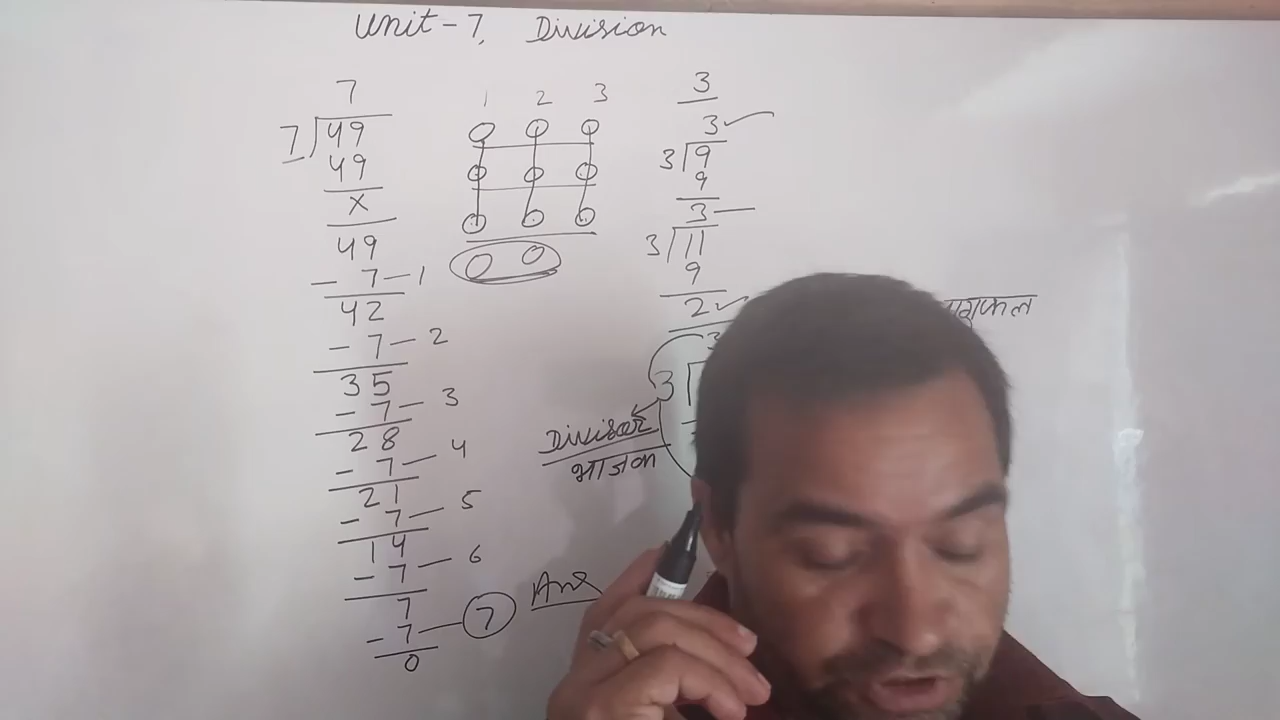 Unit-7, Division
7
7)49
49
x
49
- 7 — 1
42
- 7 — 2
35
- 7 — 3
28
- 7 — 4
21
- 7 — 5
14
- 7 — 6
7
- 7 — 7 Ans
0
1 2 3
3
3
3)9
9
3
3)11
9
2
3
3
Divisor
भाजक